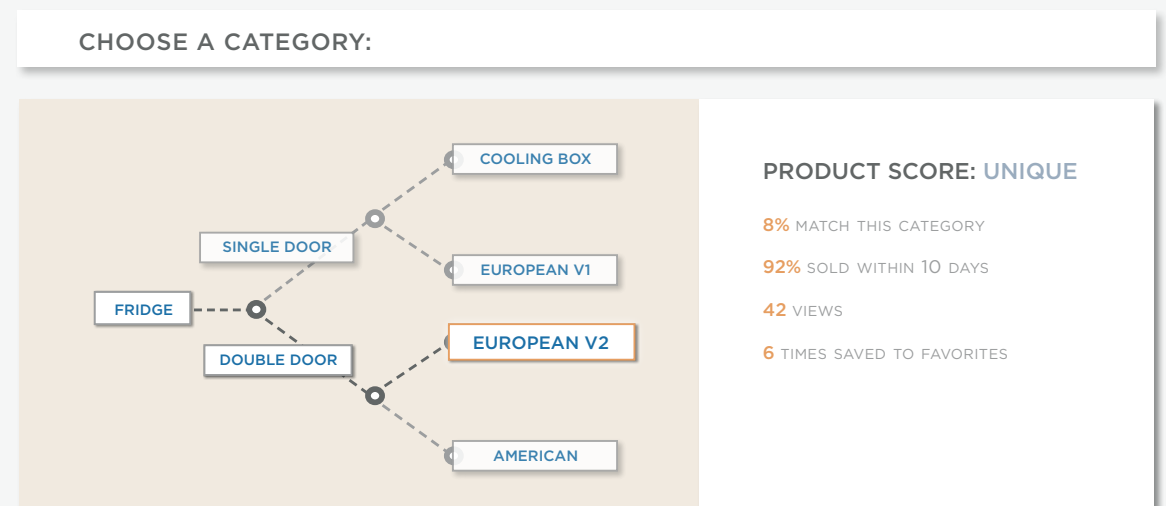 CHOOSE A CATEGORY:
COOLING BOX
SINGLE DOOR
EUROPEAN V1
FRIDGE
EUROPEAN V2
DOUBLE DOOR
AMERICAN
PRODUCT SCORE: UNIQUE
8% MATCH THIS CATEGORY
92% SOLD WITHIN 10 DAYS
42 VIEWS
6 TIMES SAVED TO FAVORITES